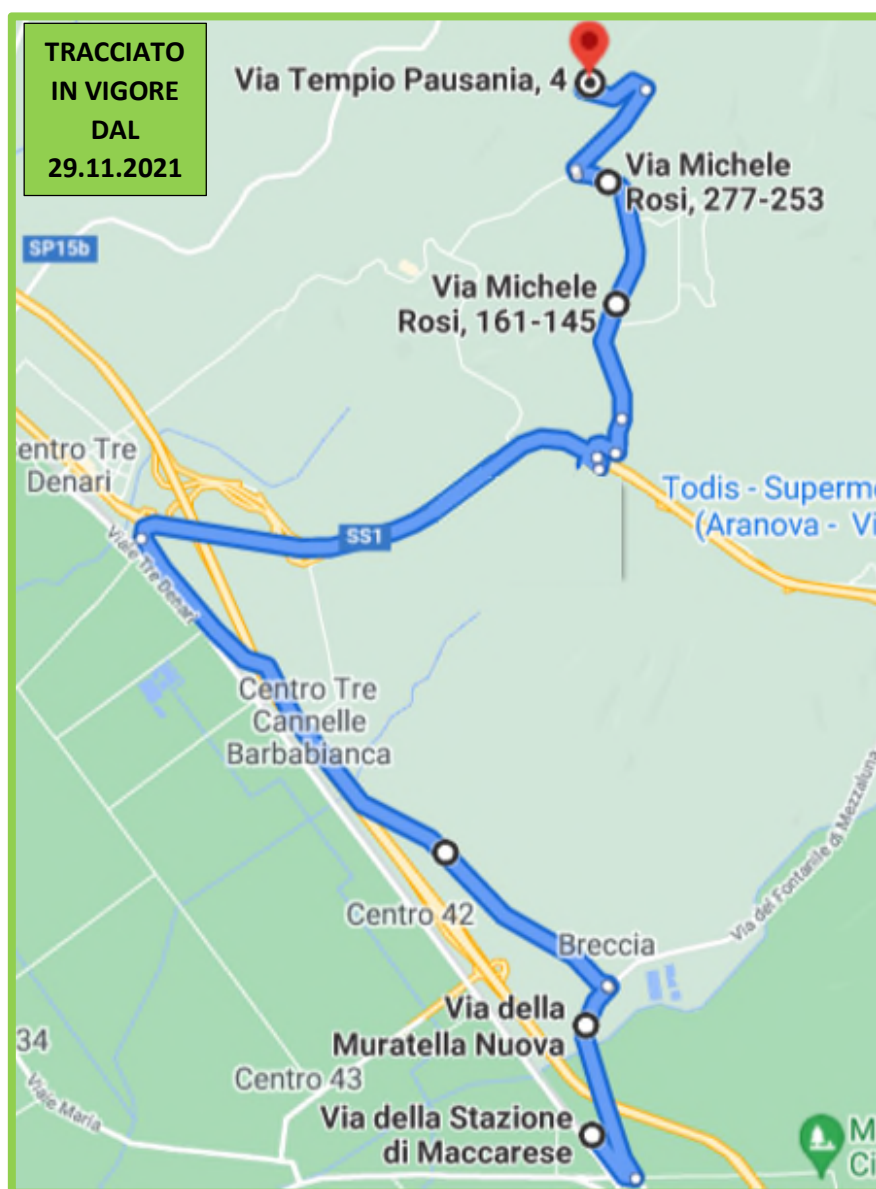 TRACCIATO
IN VIGORE
DAL
29.11.2021
Via Tempio Pausania, 4
Via Michele
Rosi, 277-253
SP15b
Via Michele
Rosi, 161-145
entro Tre
Denari
Todis - Superme
(Aranova - Vi
SS1
Viale Tre Denari
Centro Tre
Cannelle
Barbabianca
Via del Fontanile di Mezzaluna
Centro 42
Breccia
Via della
Muratella Nuova
34
Centro 43
Viale Maria
Via della Stazione
di Maccarese
M
Ci